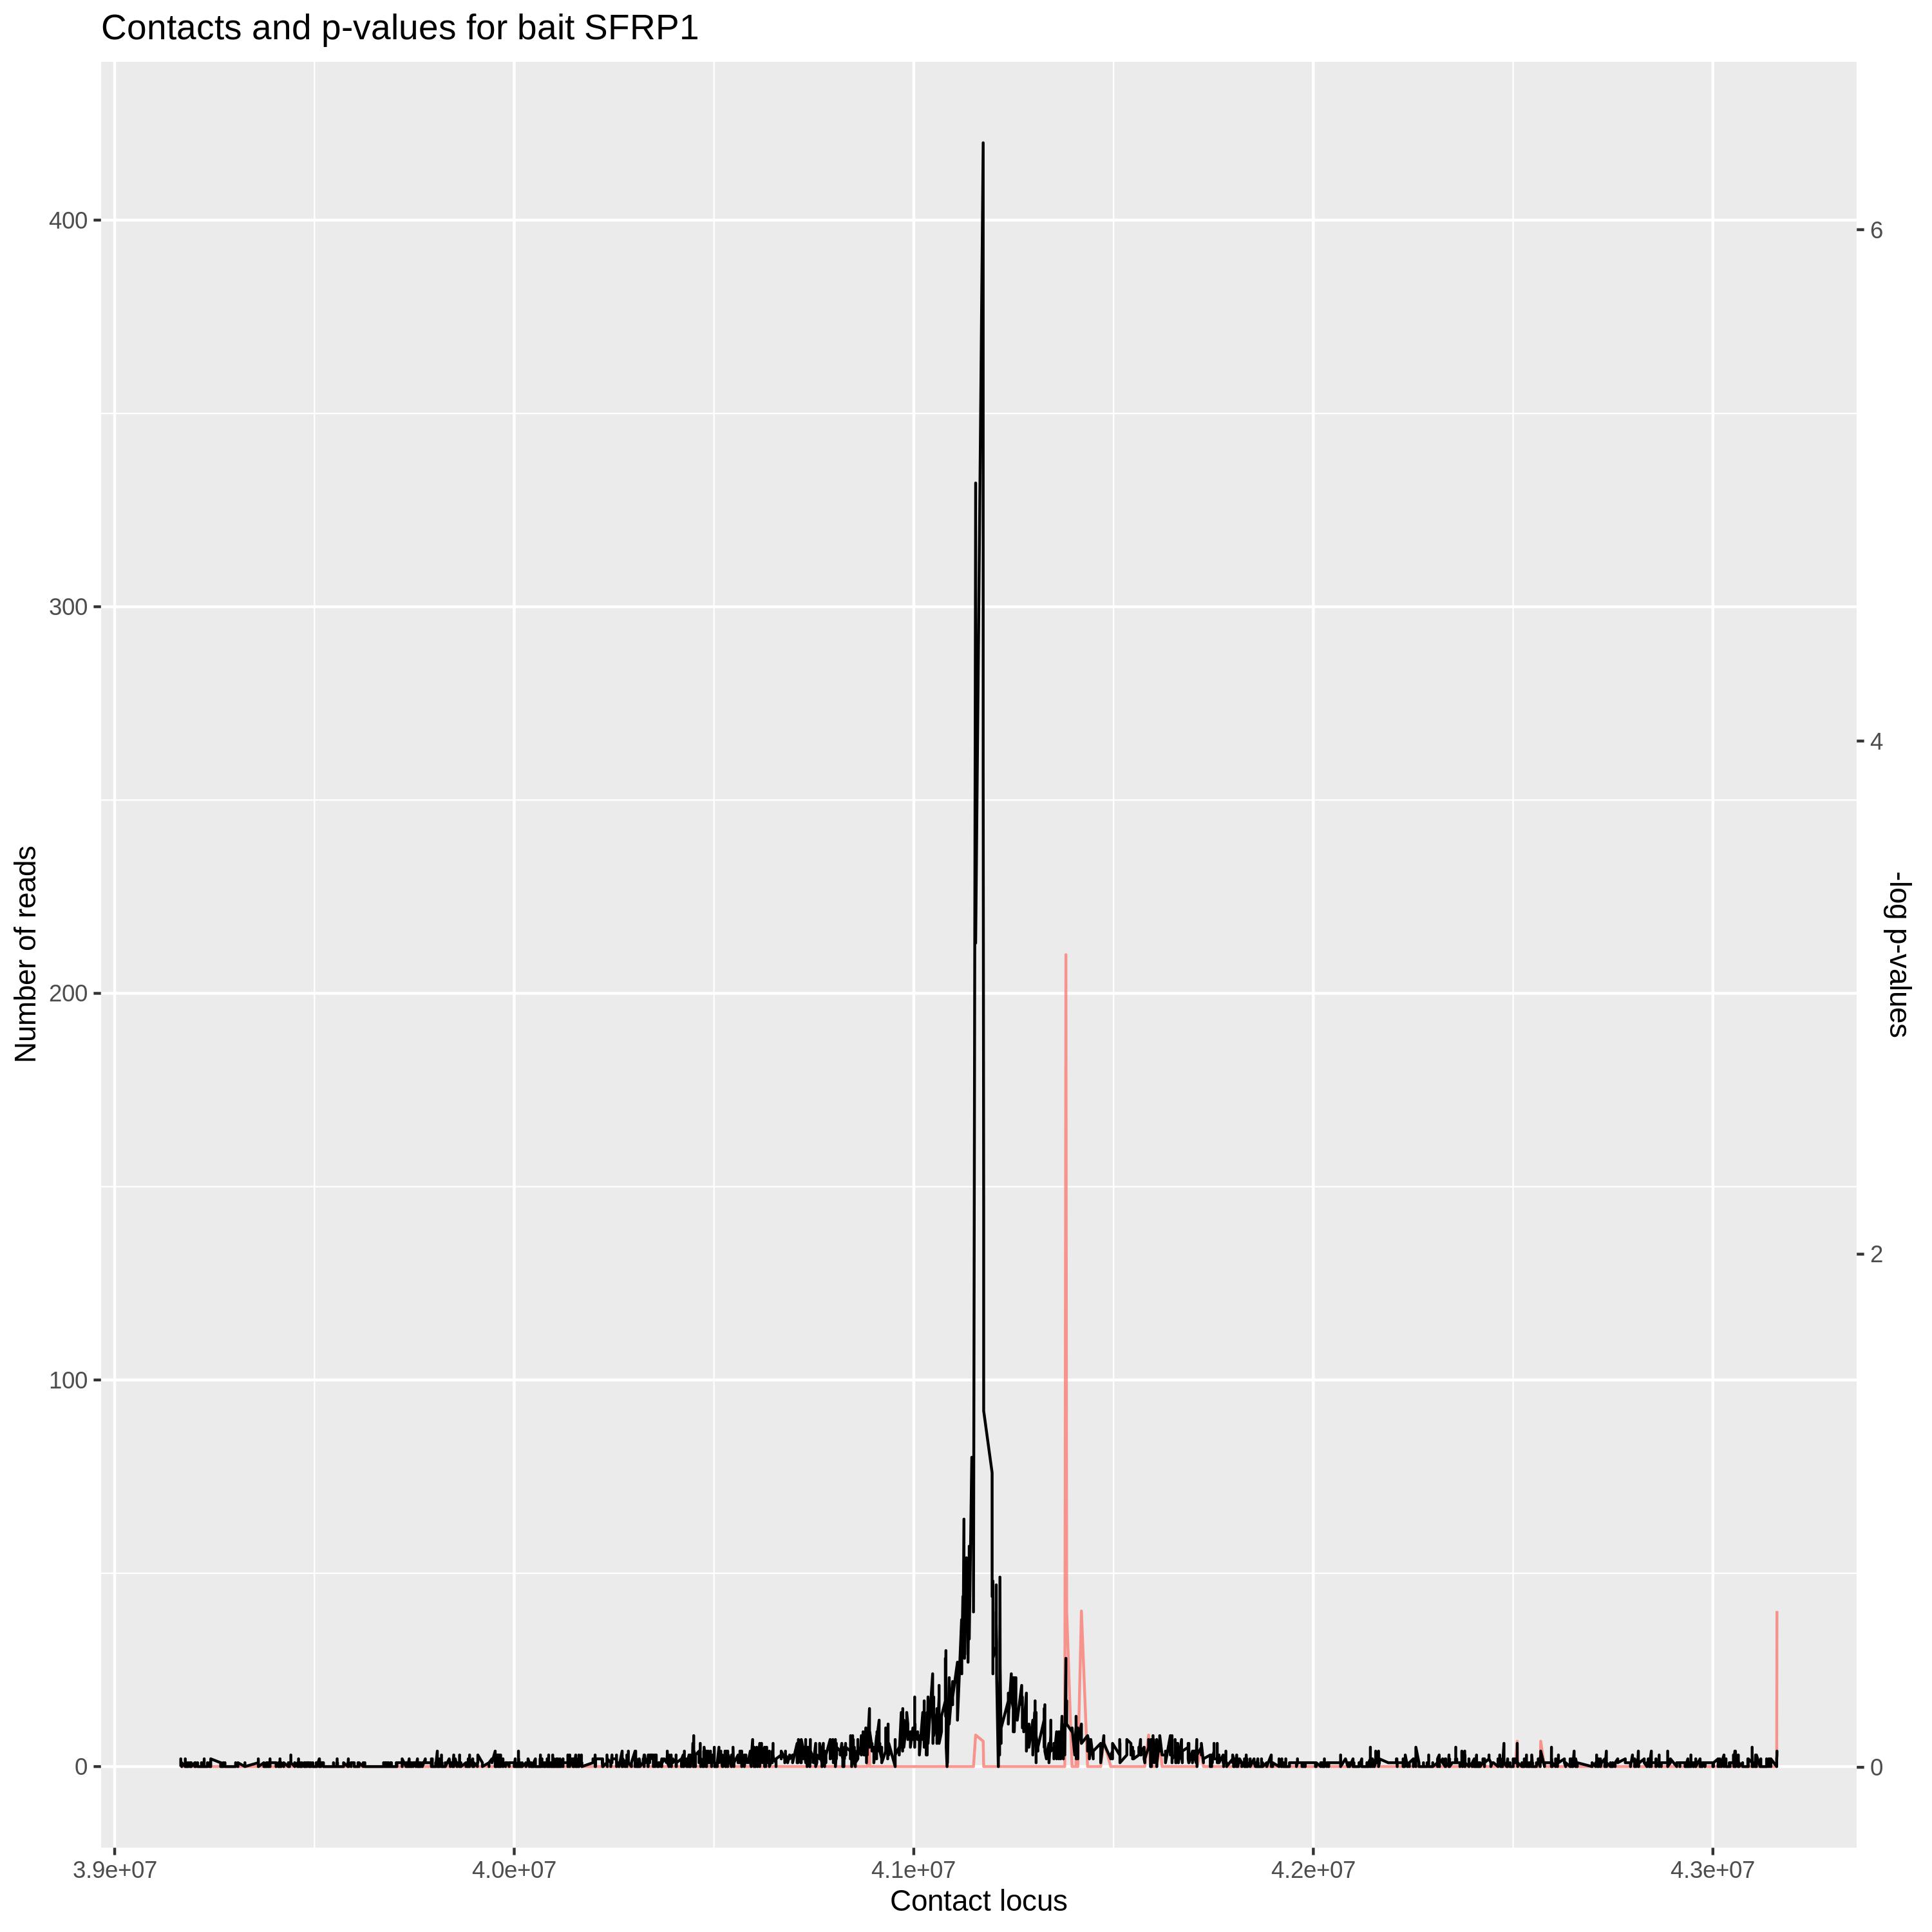 Contacts and p-values for bait SFRP1
400
300
200
100
0
Number of reads
6
4
2
0
-log p-values
3.9e+07
4.0e+07
4.1e+07
4.2e+07
4.3e+07
Contact locus